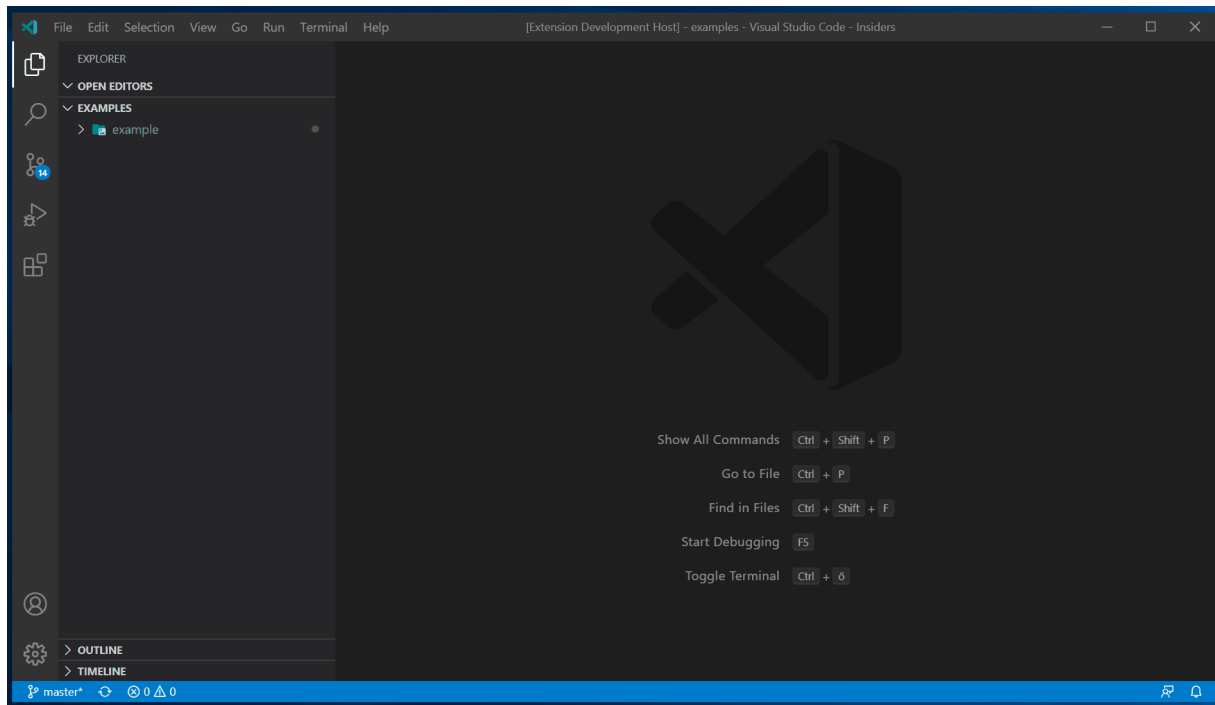 File Edit Selection View Go Run Terminal Help [Extension Development Host] - examples - Visual Studio Code - Insiders
EXPLORER
OPEN EDITORS
EXAMPLES
example
14
Show All Commands Ctrl + Shift + P
Go to File Ctrl + P
Find in Files Ctrl + Shift + F
Start Debugging F5
Toggle Terminal Ctrl + ö
OUTLINE
TIMELINE
master* 0 0